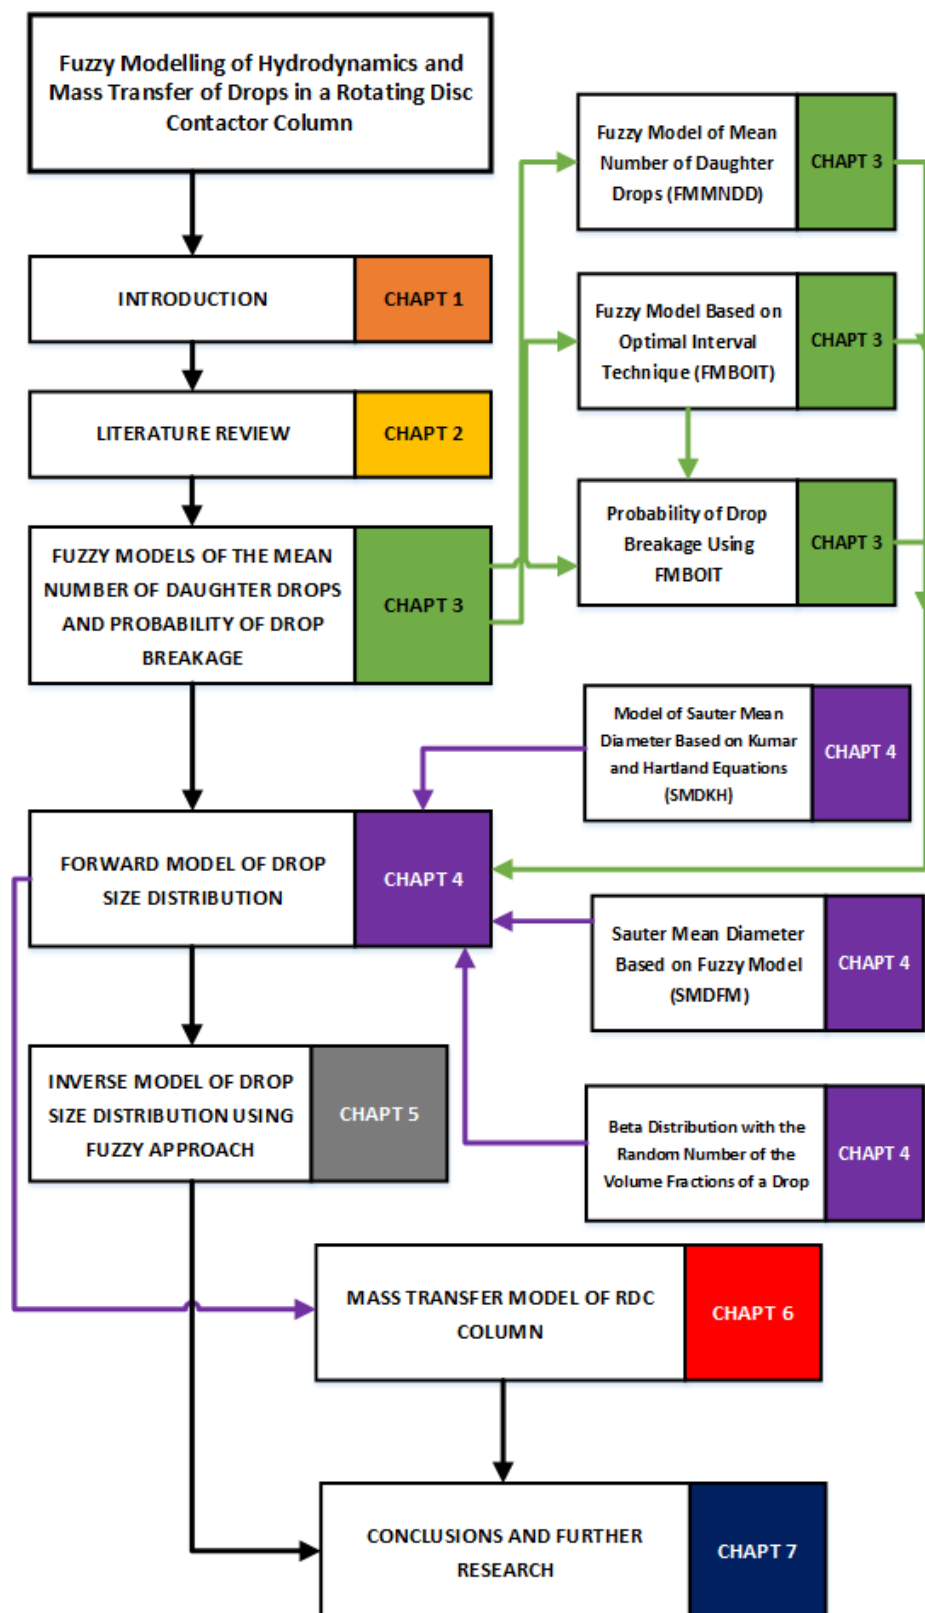 Fuzzy Modelling of Hydrodynamics and
Mass Transfer of Drops in a Rotating Disc
Contactor Column
INTRODUCTION
CHAPT 1
LITERATURE REVIEW
CHAPT 2
FUZZY MODELS OF THE MEAN
NUMBER OF DAUGHTER DROPS
AND PROBABILITY OF DROP
BREAKAGE
CHAPT 3
Fuzzy Model of Mean
Number of Daughter
Drops (FMMNDD)
CHAPT 3
Fuzzy Model Based on
Optimal Interval
Technique (FMBOIT)
CHAPT 3
Probability of Drop
Breakage Using
FMBOIT
CHAPT 3
Model of Sauter Mean
Diameter Based on Kumar
and Hartland Equations
(SMDKH)
CHAPT 4
FORWARD MODEL OF DROP
SIZE DISTRIBUTION
CHAPT 4
Sauter Mean Diameter
Based on Fuzzy Model
(SMDFM)
CHAPT 4
INVERSE MODEL OF DROP
SIZE DISTRIBUTION USING
FUZZY APPROACH
CHAPT 5
Beta Distribution with the
Random Number of the
Volume Fractions of a Drop
CHAPT 4
MASS TRANSFER MODEL OF RDC
COLUMN
CHAPT 6
CONCLUSIONS AND FURTHER
RESEARCH
CHAPT 7